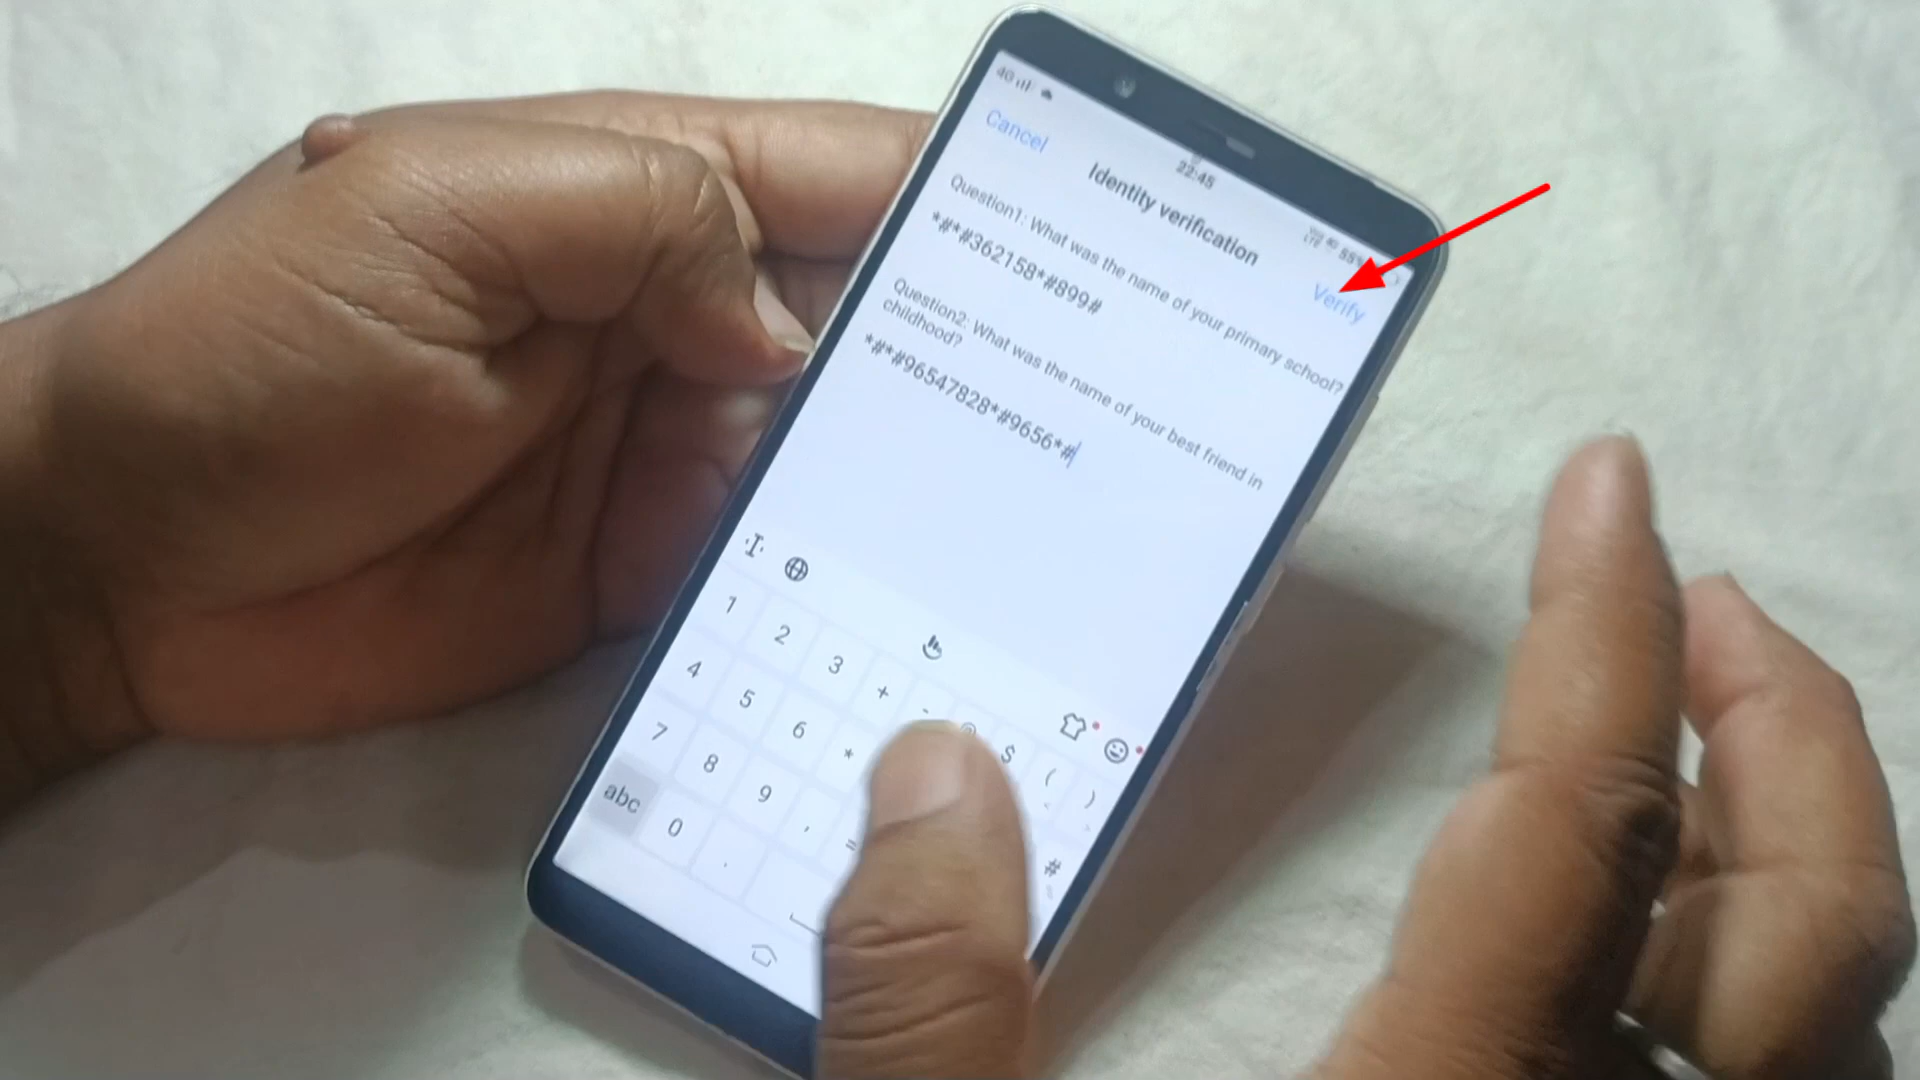 4G
22:45
55%
Cancel
Identity verification
Verify
Question1: What was the name of your primary school?
*#*#362158*#899#
Question2: What was the name of your best friend in
childhood?
*#*#96547828*#9656*#
1 2 3 + - @ $ ( )
4 5 6 *
7 8 9 , = #
abc 0 .